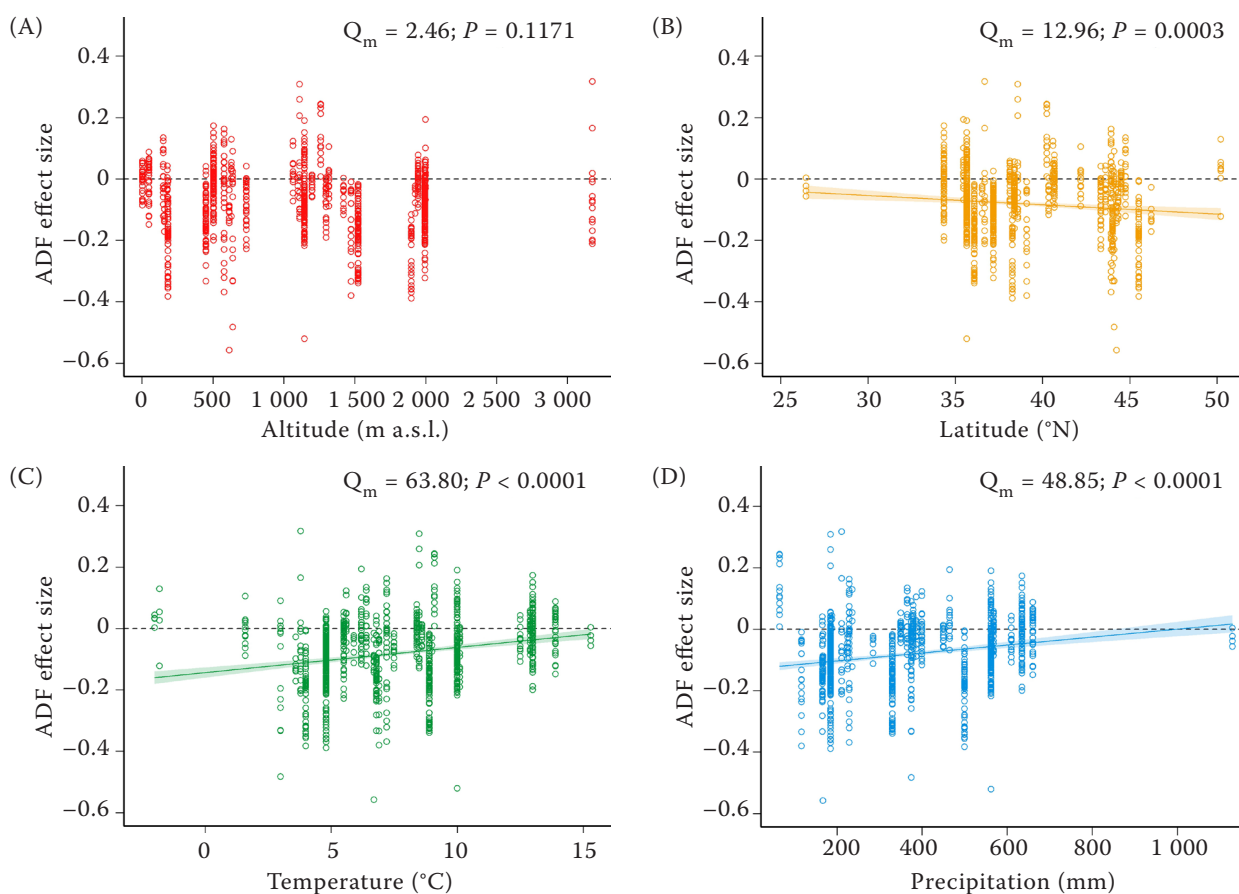 (A)
Q_m = 2.46; P = 0.1171
0.4
0.2
0
−0.2
−0.4
−0.6
ADF effect size
0 500 1 000 1 500 2 000 2 500 3 000
Altitude (m a.s.l.)
(B)
Q_m = 12.96; P = 0.0003
0.4
0.2
0
−0.2
−0.4
−0.6
ADF effect size
25 30 35 40 45 50
Latitude (°N)
(C)
Q_m = 63.80; P < 0.0001
0.4
0.2
0
−0.2
−0.4
−0.6
ADF effect size
0 5 10 15
Temperature (°C)
(D)
Q_m = 48.85; P < 0.0001
0.4
0.2
0
−0.2
−0.4
−0.6
ADF effect size
200 400 600 800 1 000
Precipitation (mm)